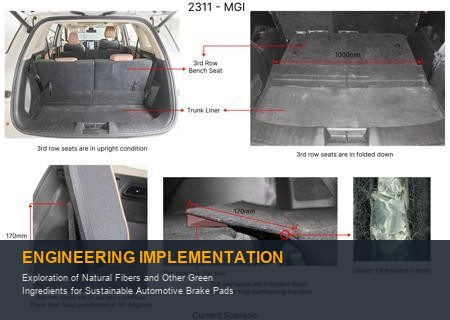 2311 - MGI
3rd Row
Bench Seat
1000mm
Trunk Liner
3rd row seats are in upright condition
3rd row seats are in folded down
170mm
170mm
ENGINEERING IMPLEMENTATION
Exploration of Natural Fibers and Other Green
Ingredients for Sustainable Automotive Brake Pads
Carpet-Fiberboard-Carpet
Current Scenario